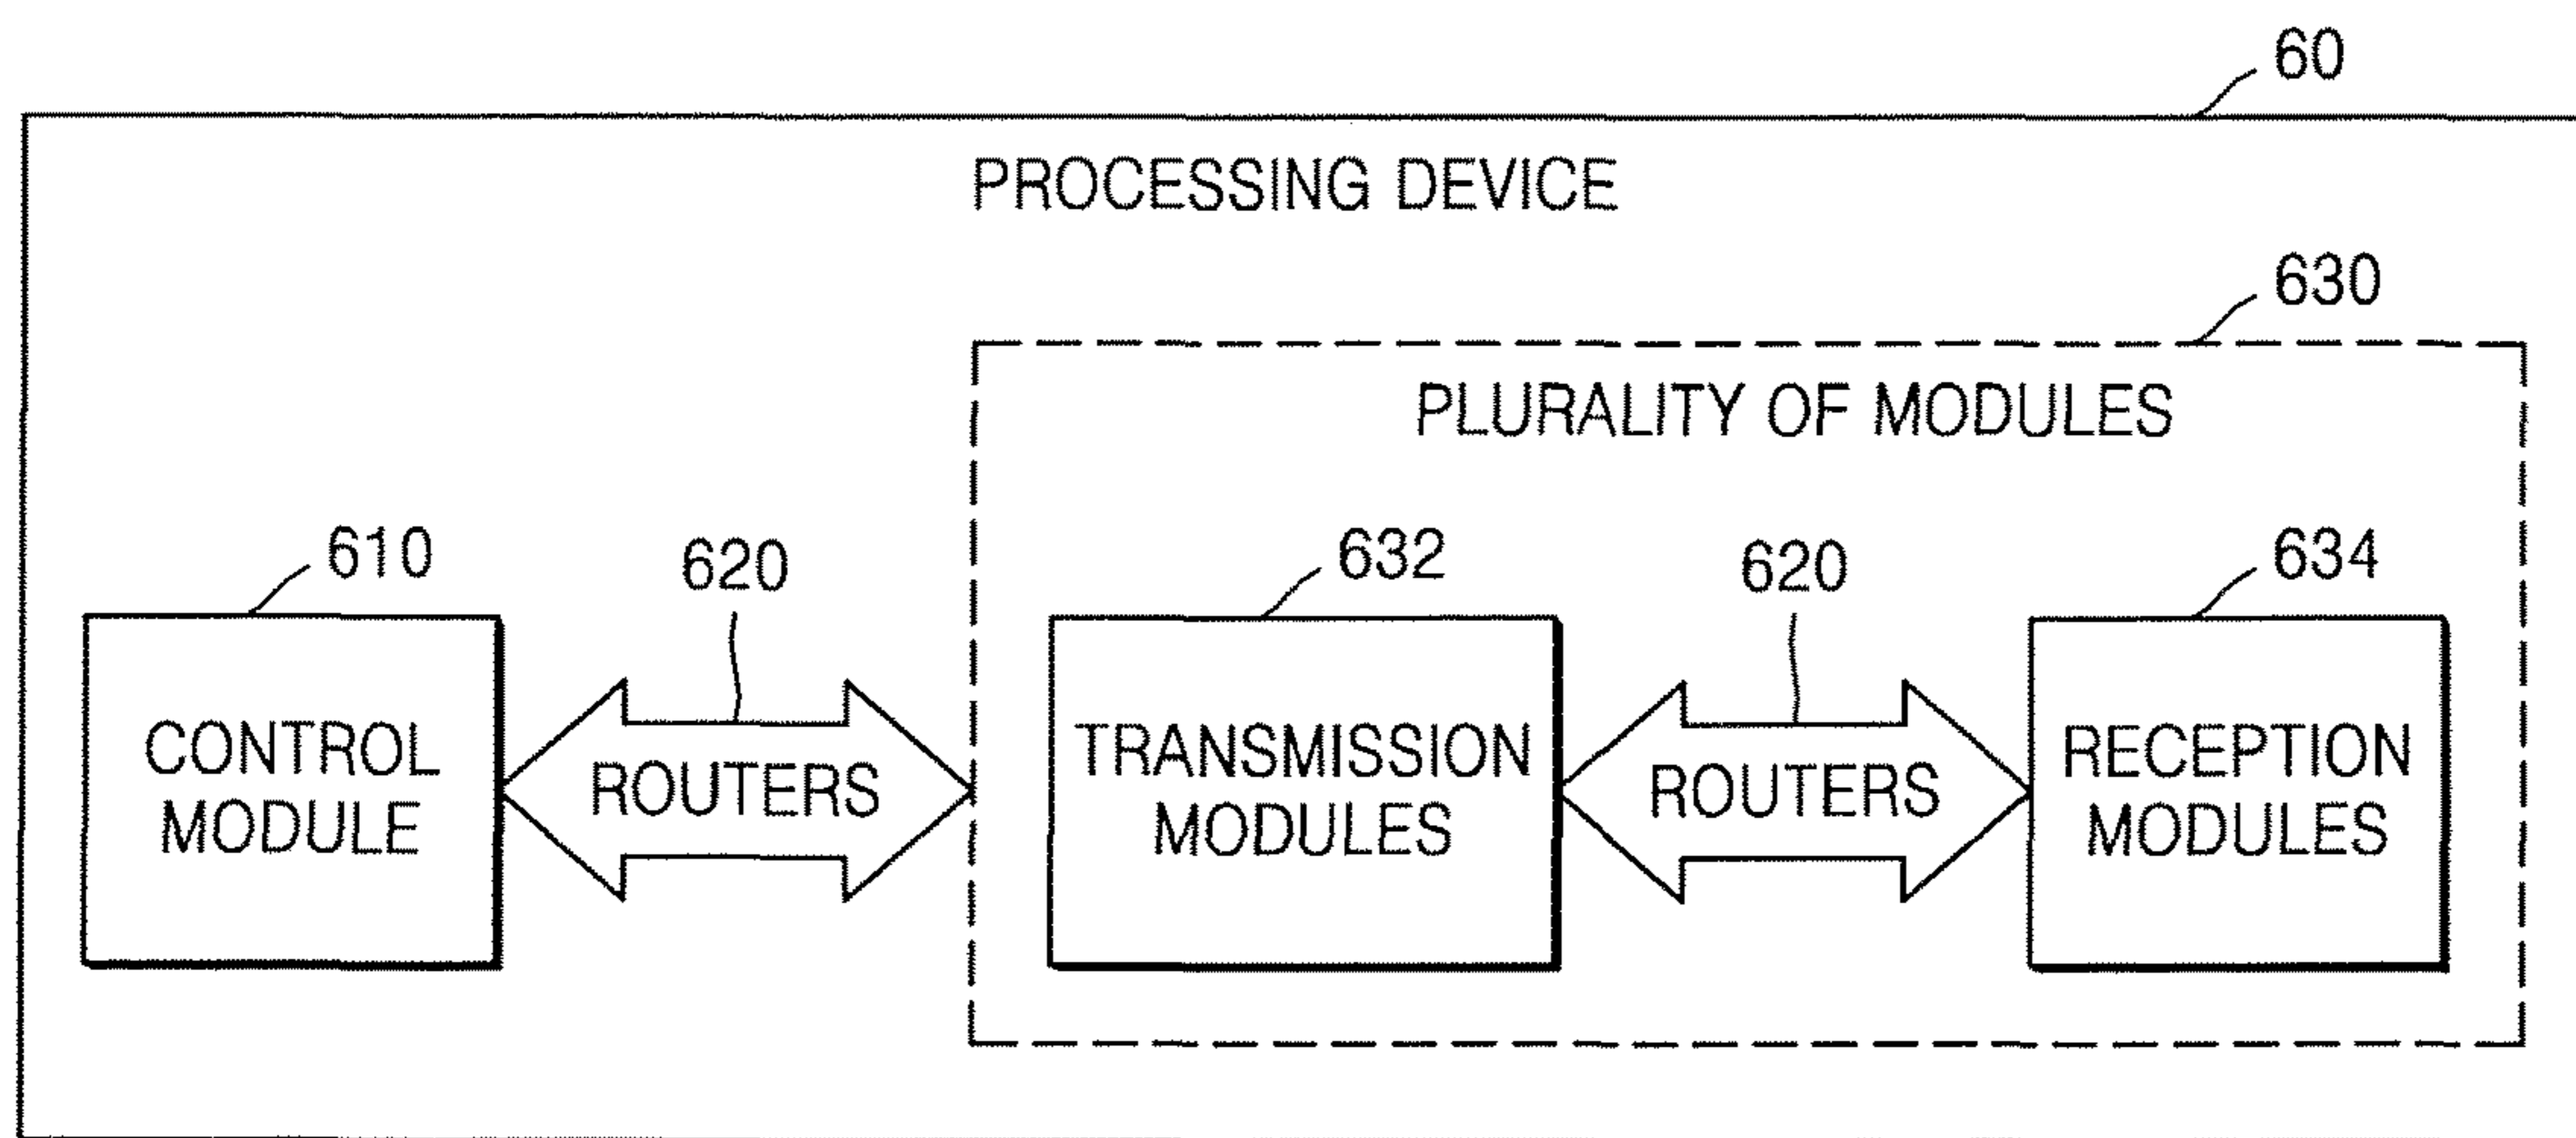 60
PROCESSING DEVICE
630
PLURALITY OF MODULES
610
620
632
620
634
CONTROL
MODULE
ROUTERS
TRANSMISSION
MODULES
ROUTERS
RECEPTION
MODULES